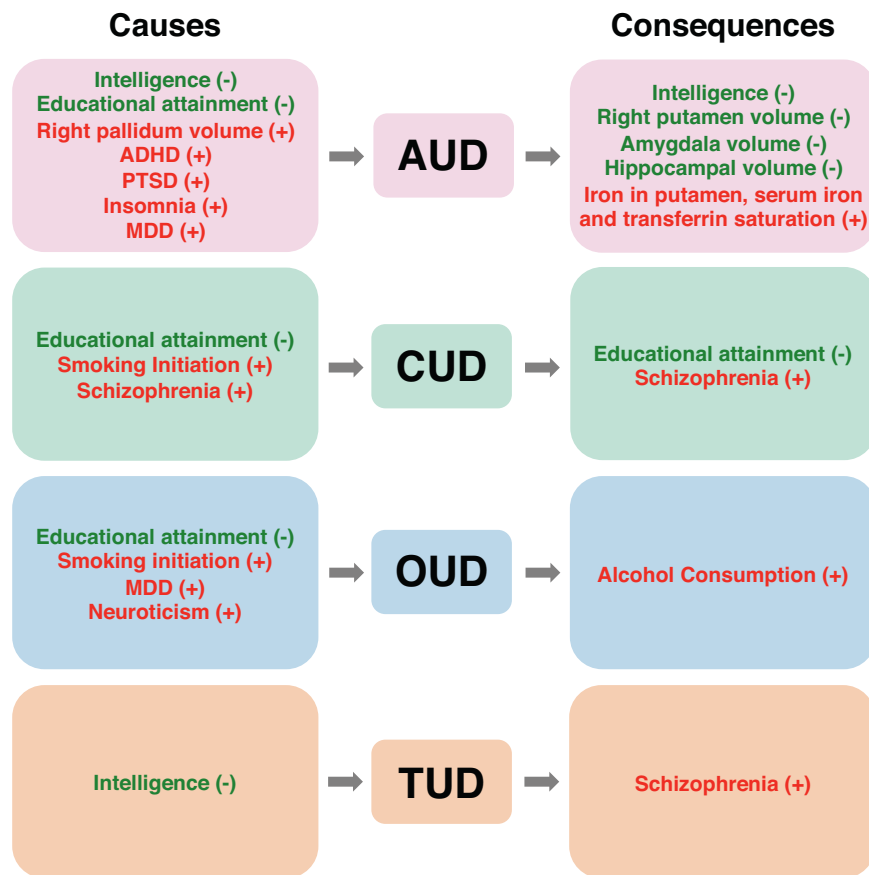 Causes
Consequences
Intelligence (-)
Educational attainment (-)
Right pallidum volume (+)
ADHD (+)
PTSD (+)
Insomnia (+)
MDD (+)
AUD
Intelligence (-)
Right putamen volume (-)
Amygdala volume (-)
Hippocampal volume (-)
Iron in putamen, serum iron
and transferrin saturation (+)
Educational attainment (-)
Smoking Initiation (+)
Schizophrenia (+)
CUD
Educational attainment (-)
Schizophrenia (+)
Educational attainment (-)
Smoking initiation (+)
MDD (+)
Neuroticism (+)
OUD
Alcohol Consumption (+)
Intelligence (-)
TUD
Schizophrenia (+)